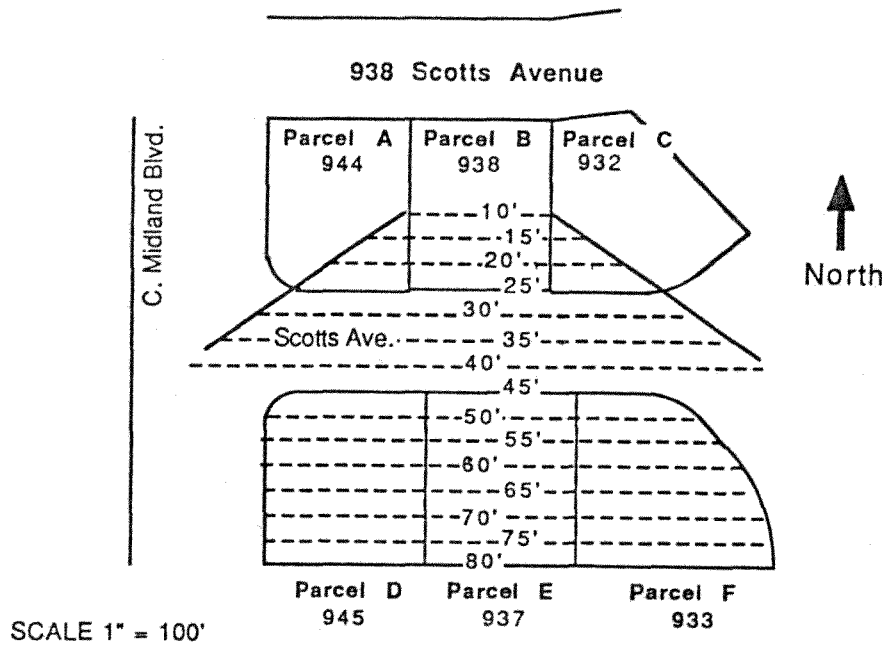 938 Scotts Avenue
C. Midland Blvd.
Parcel A
944
Parcel B
938
Parcel C
932
10'
15'
20'
25'
30'
Scotts Ave. 35'
40'
45'
50'
55'
60'
65'
70'
75'
80'
North
Parcel D
945
Parcel E
937
Parcel F
933
SCALE 1" = 100'